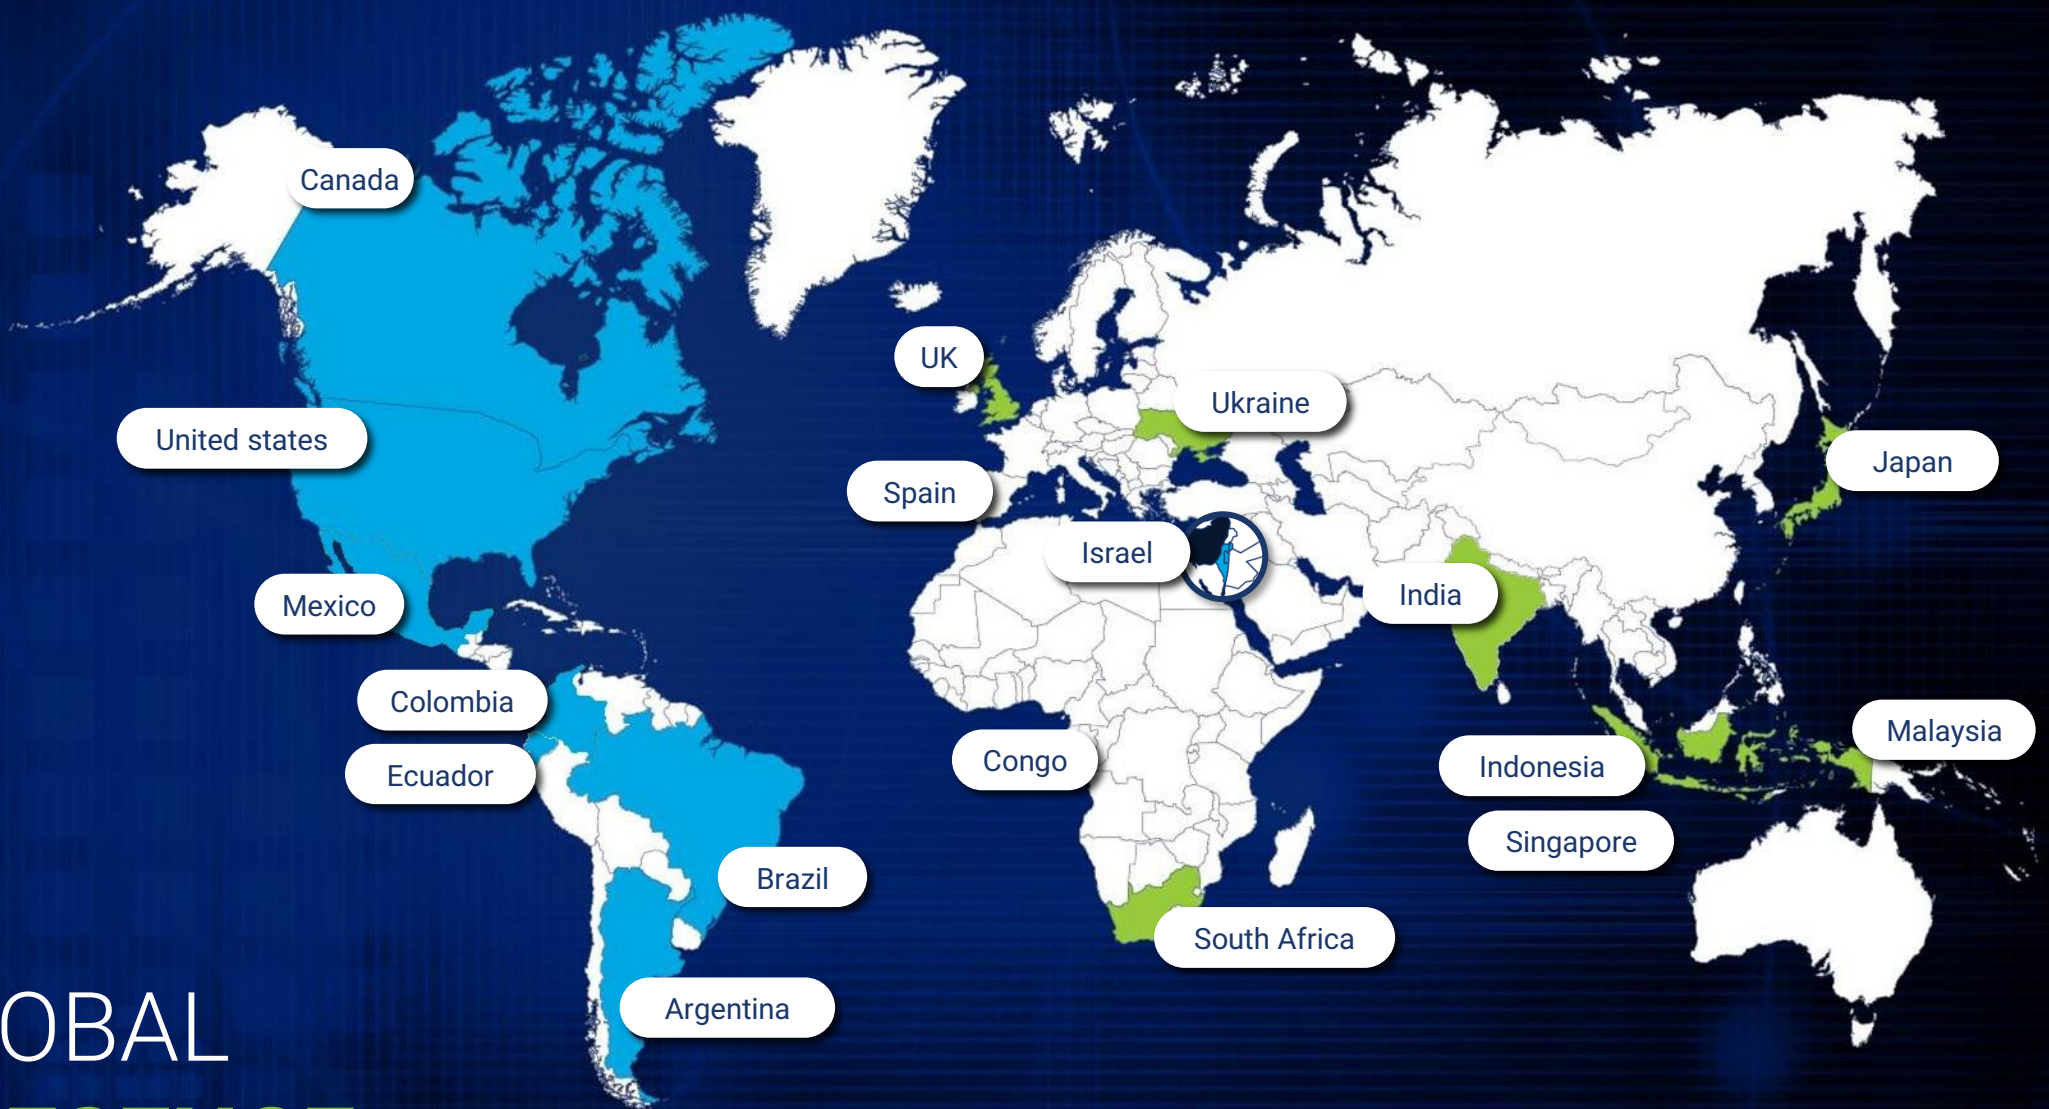 Canada
UK
Ukraine
United states
Japan
Spain
Israel
India
Mexico
Colombia
Malaysia
Congo
Indonesia
Ecuador
Singapore
Brazil
South Africa
Argentina
OBAL